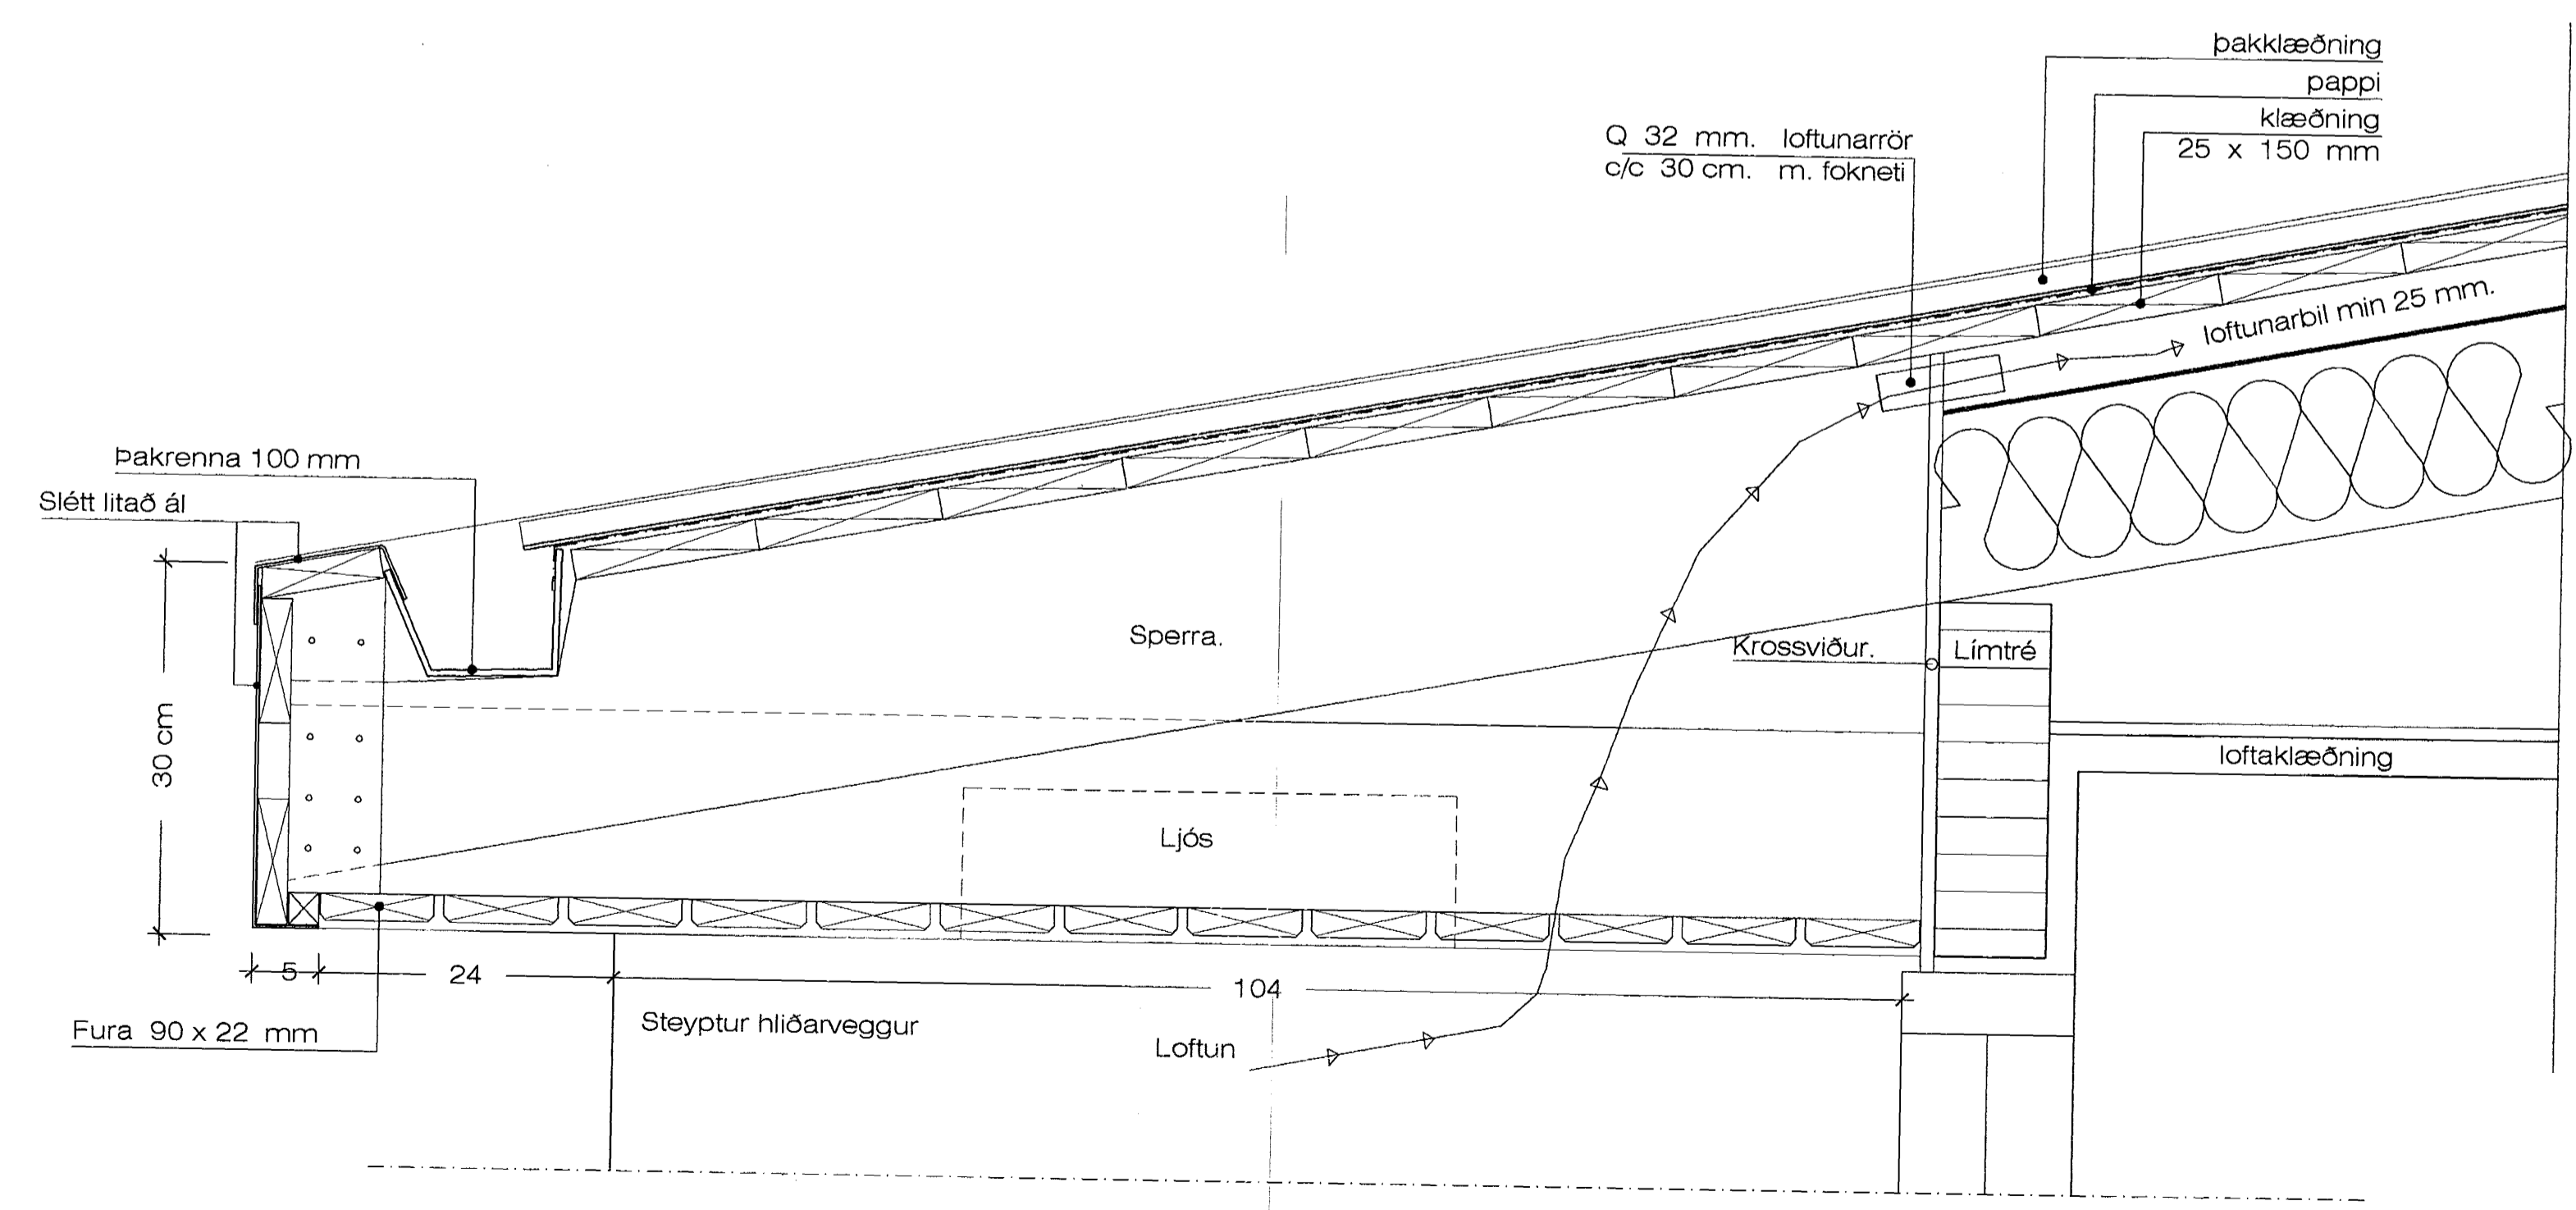 þakklæðning
pappi
klæðning
25 x 150 mm
Q 32 mm. loftunarrör
c/c 30 cm. m. fokneti
loftunarbil min 25 mm.
Þakrenna 100 mm
Slétt litað ál
Sperra.
Krossviður.
Límtré
30 cm
loftaklæðning
Ljós
5
24
104
Fura 90 x 22 mm
Steyptur hliðarveggur
Loftun